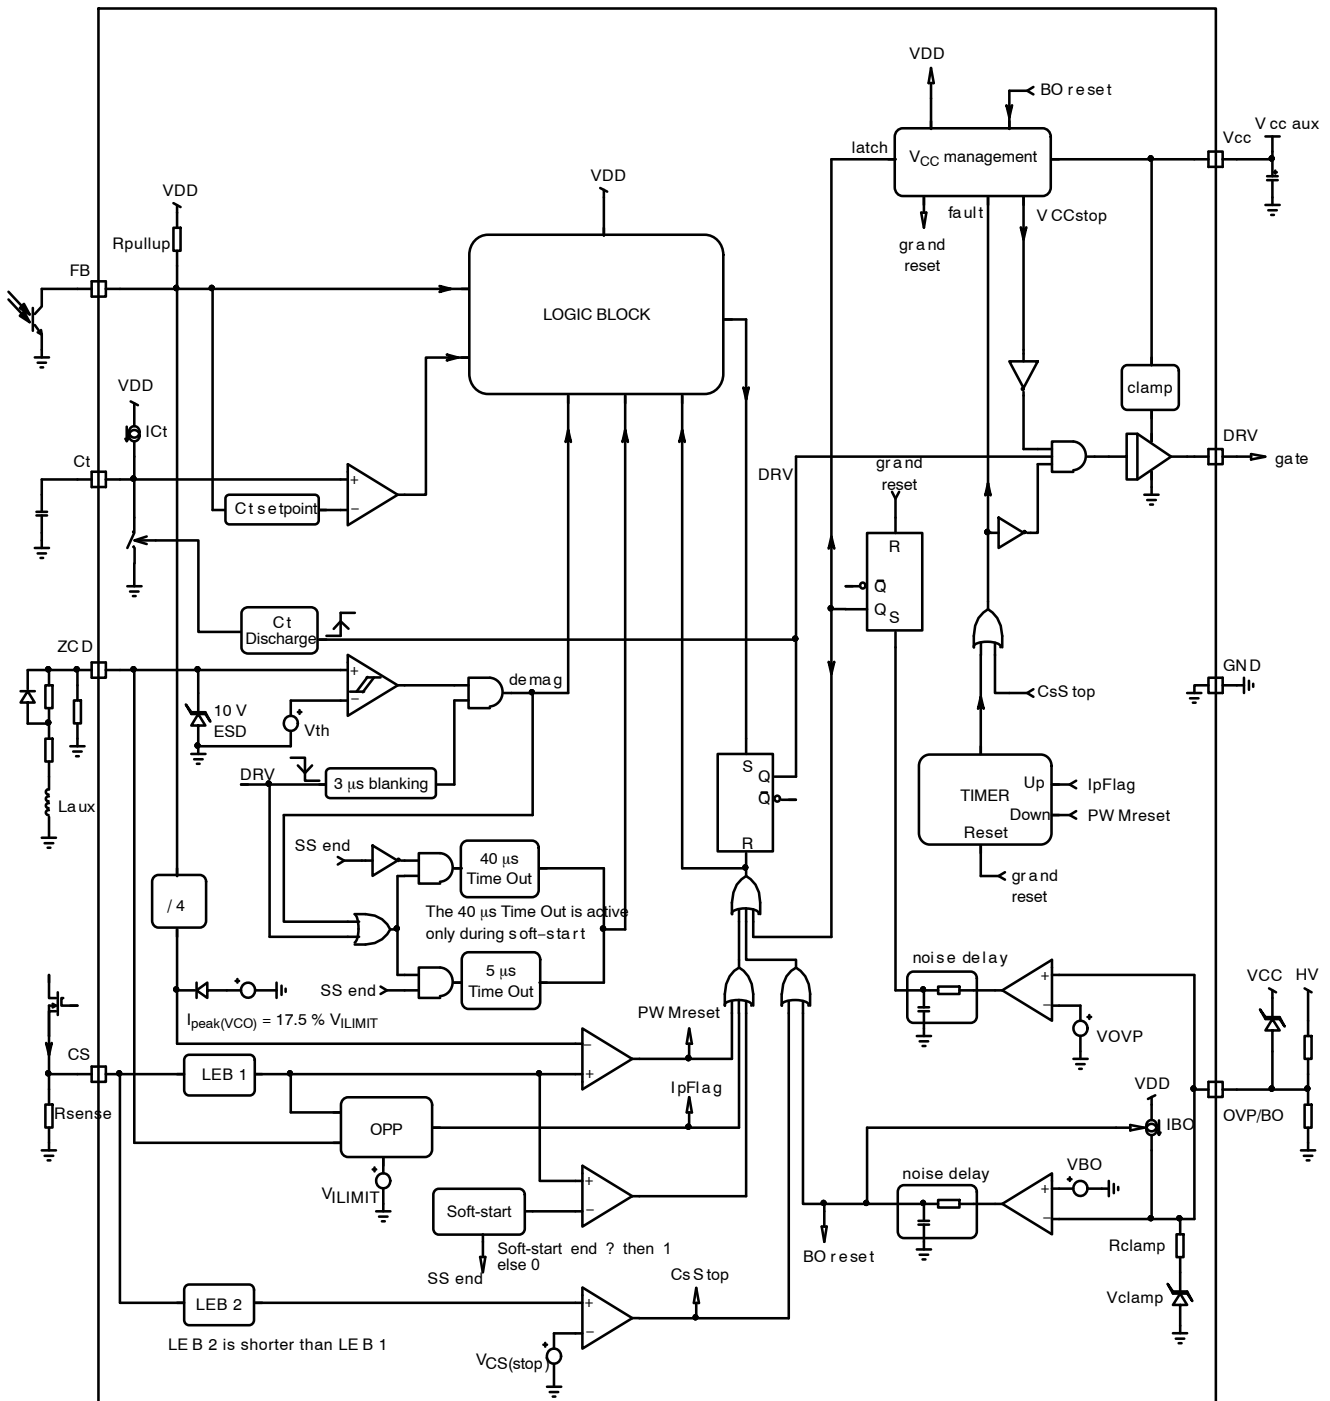 VDD
BO reset
V cc aux
Vcc
latch
VCC management
fault
V CCstop
grand
reset
VDD
VDD
Rpullup
FB
LOGIC BLOCK
VDD
ICt
clamp
Ct
Ct setpoint
DRV
grand
reset
DRV
gate
R
Q
Q
S
Ct
Discharge
ZCD
demag
GND
CsStop
10 V
ESD
Vth
DRV
3 μs blanking
Laux
S
Q
Q
R
TIMER
Up
IpFlag
Down
PWMreset
Reset
grand
reset
SS end
40 μs
Time Out
/ 4
The 40 μs Time Out is active
only during soft-start
5 μs
Time Out
SS end
noise delay
VCC
HV
Ipeak(VCO) = 17.5 % VILIMIT
PWMreset
VOVP
CS
LEB 1
IpFlag
VDD
Rsense
OPP
IBO
OVP/BO
VILIMIT
noise delay
VBO
Soft-start
Soft-start end ? then 1
else 0
SS end
BO reset
Rclamp
CsStop
Vclamp
LEB 2
LEB 2 is shorter than LEB 1
VCS(stop)